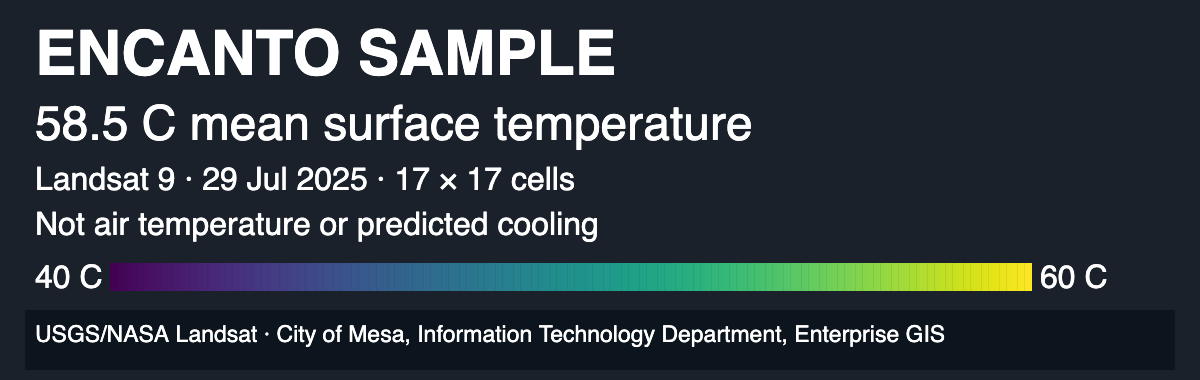 ENCANTO SAMPLE
58.5 C mean surface temperature
Landsat 9 · 29 Jul 2025 · 17 × 17 cells
Not air temperature or predicted cooling
40 C 60 C
USGS/NASA Landsat · City of Mesa, Information Technology Department, Enterprise GIS